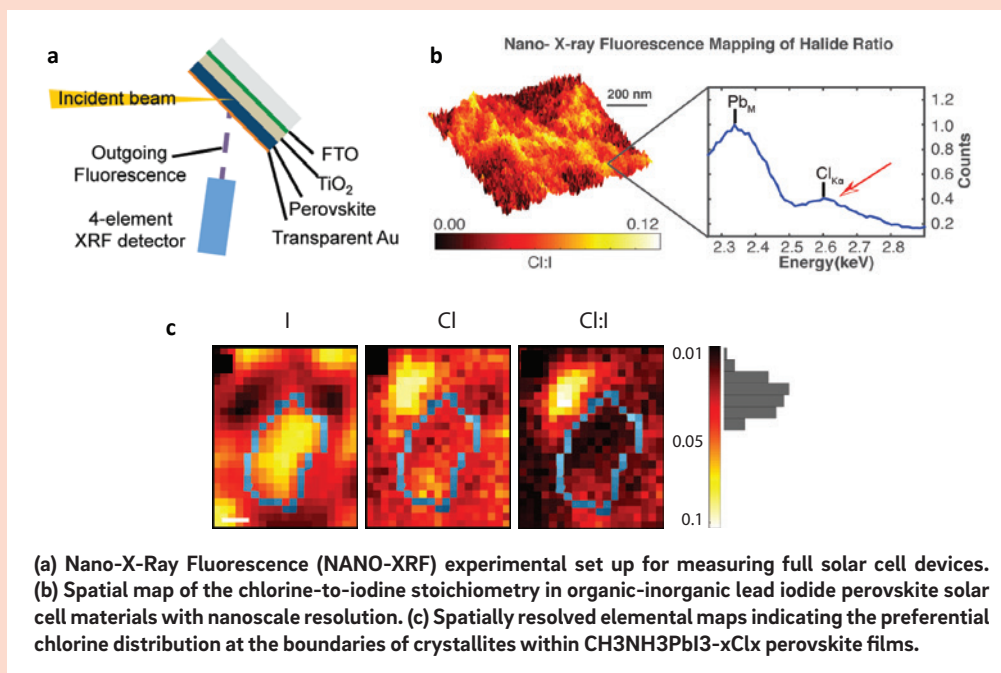 a
Incident beam
Outgoing
Fluorescence
4-element
XRF detector
FTO
TiO2
Perovskite
Transparent Au
b
Nano- X-ray Fluorescence Mapping of Halide Ratio
200 nm
0.00
0.12
Cl:I
PbM
ClKα
1.2
1.0
0.8
0.6
0.4
0.2
Counts
2.3 2.4 2.5 2.6 2.7 2.8
Energy(keV)
c
I
Cl
Cl:I
0.01
0.05
0.1
(a) Nano-X-Ray Fluorescence (NANO-XRF) experimental set up for measuring full solar cell devices.
(b) Spatial map of the chlorine-to-iodine stoichiometry in organic-inorganic lead iodide perovskite solar
cell materials with nanoscale resolution. (c) Spatially resolved elemental maps indicating the preferential
chlorine distribution at the boundaries of crystallites within CH3NH3PbI3-xClx perovskite films.